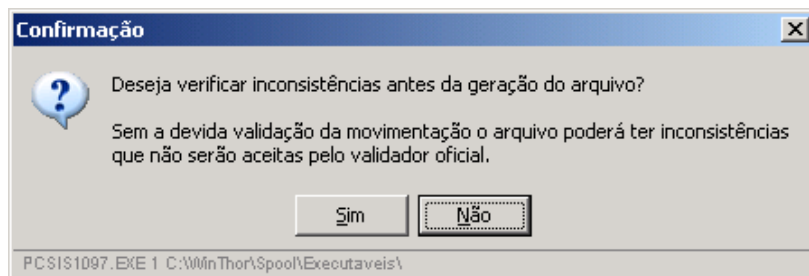 Confirmação
Deseja verificar inconsistências antes da geração do arquivo?
Sem a devida validação da movimentação o arquivo poderá ter inconsistências
que não serão aceitas pelo validador oficial.
Sim
Não
PCSIS1097.EXE 1 C:\WinThor\Spool\Executaveis\